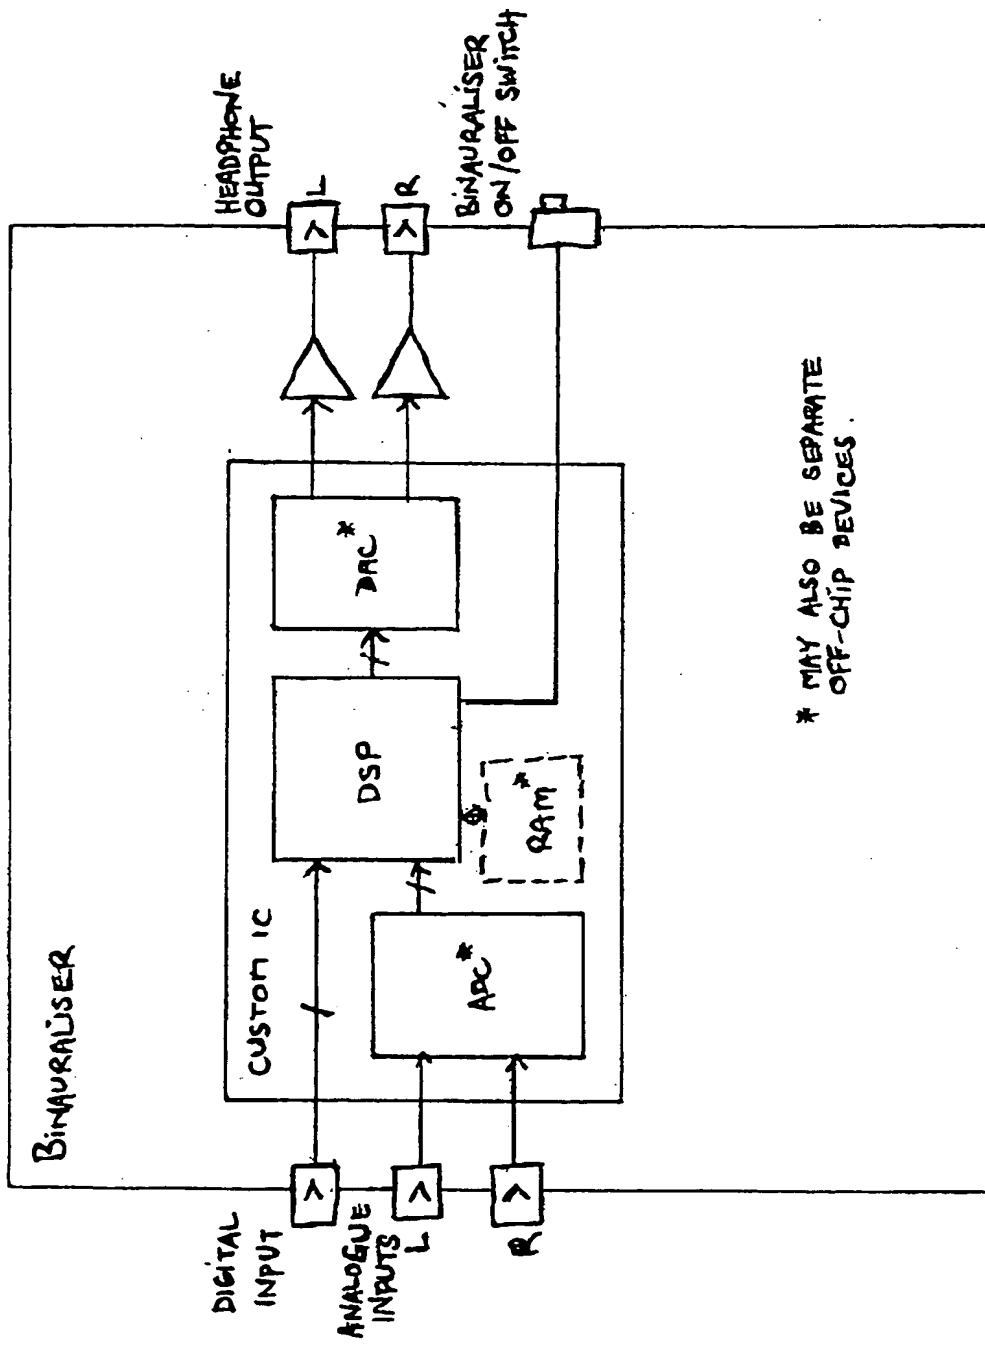 BINAURALISER
DIGITAL
INPUT
ANALOGUE
INPUTS
L
R
CUSTOM IC
ADC*
RAM*
DSP
DAC*
HEADPHONE
OUTPUT
L
R
BINAURALISER
ON/OFF SWITCH
* MAY ALSO BE SEPARATE
OFF-CHIP DEVICES.